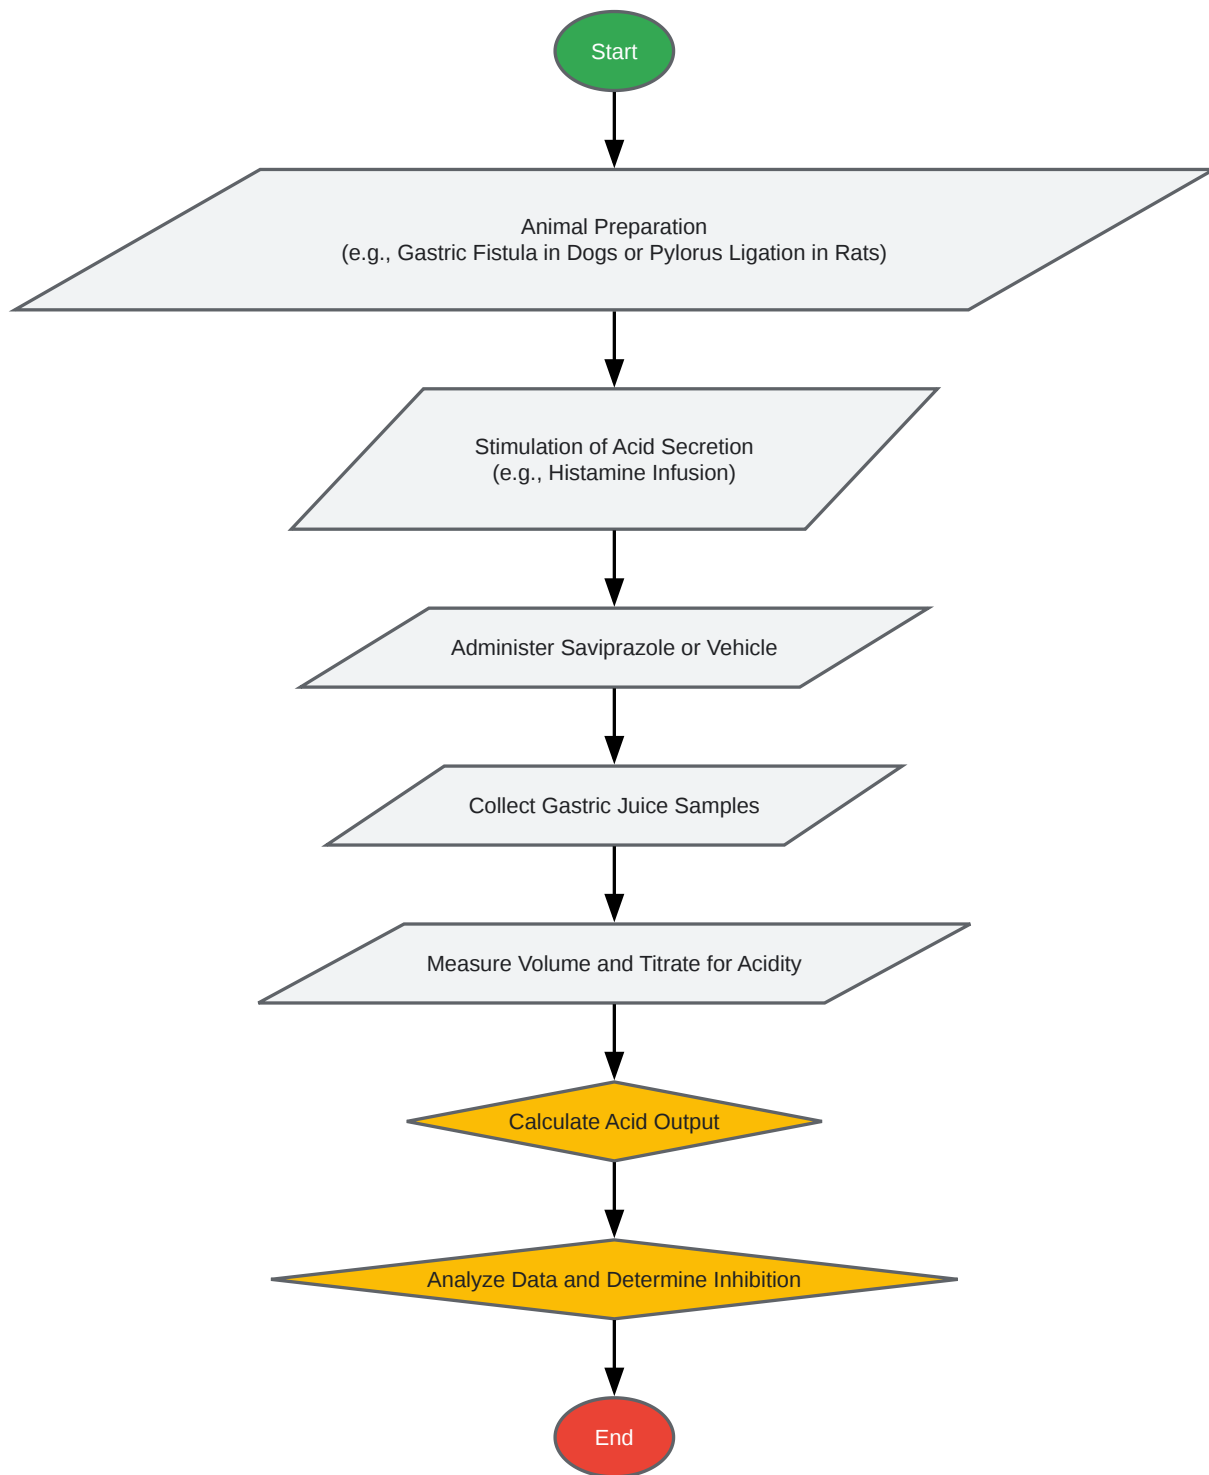 Start
Animal Preparation
(e.g., Gastric Fistula in Dogs or Pylorus Ligation in Rats)
Stimulation of Acid Secretion
(e.g., Histamine Infusion)
Administer Saviprazole or Vehicle
Collect Gastric Juice Samples
Measure Volume and Titrate for Acidity
Calculate Acid Output
Analyze Data and Determine Inhibition
End